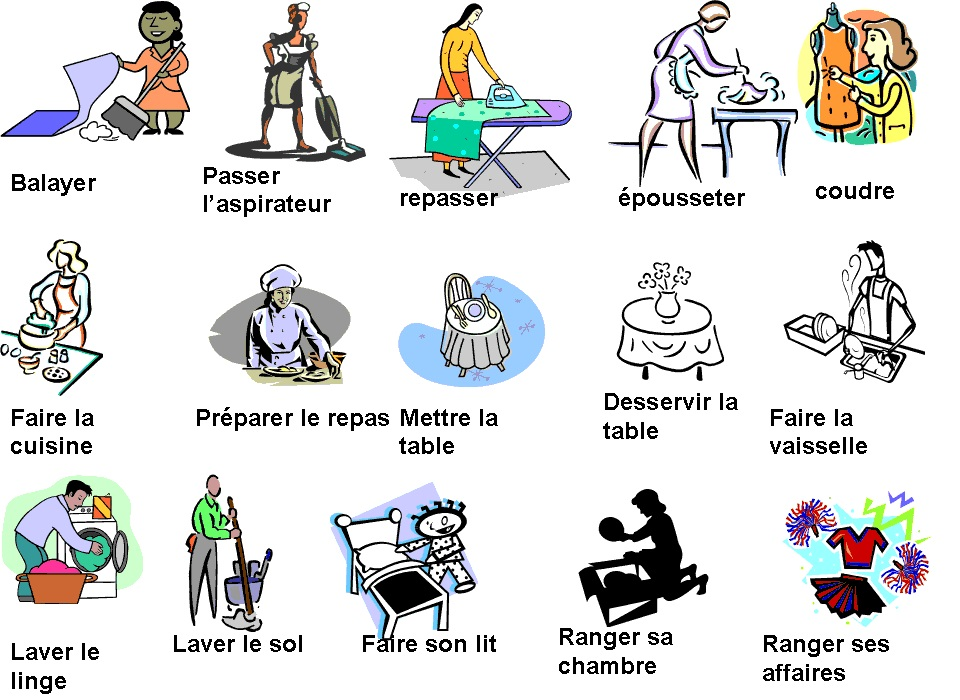 Balayer
Passer
l’aspirateur
repasser
épousseter
coudre
Faire la
cuisine
Préparer le repas
Mettre la
table
Desservir la
table
Faire la
vaisselle
Laver le
linge
Laver le sol
Faire son lit
Ranger sa
chambre
Ranger ses
affaires